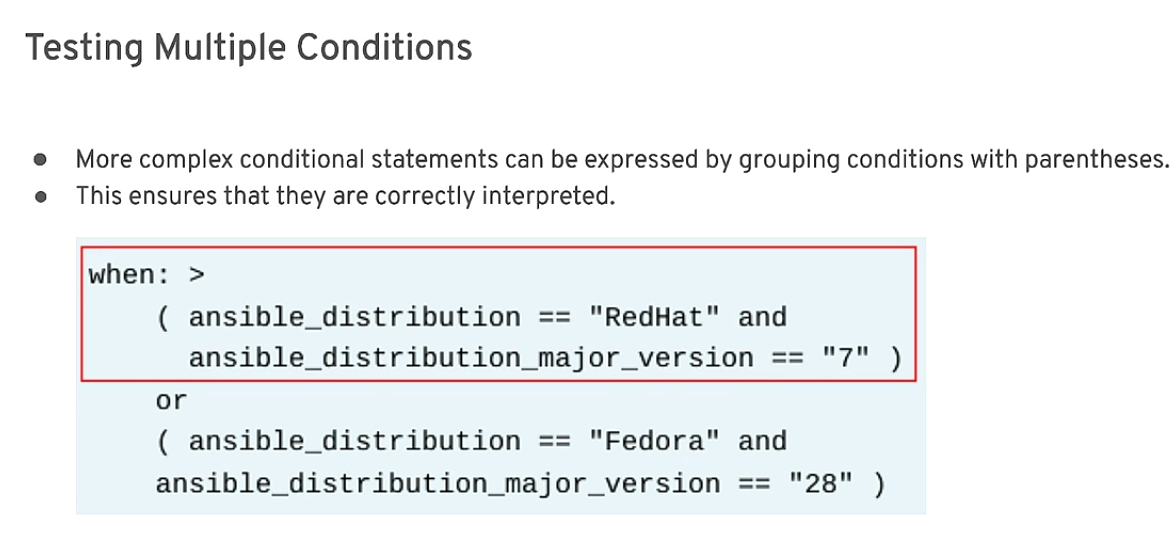 Testing Multiple Conditions
● More complex conditional statements can be expressed by grouping conditions with parentheses.
● This ensures that they are correctly interpreted.
when: >
    ( ansible_distribution == "RedHat" and
      ansible_distribution_major_version == "7" )
    or
    ( ansible_distribution == "Fedora" and
    ansible_distribution_major_version == "28" )